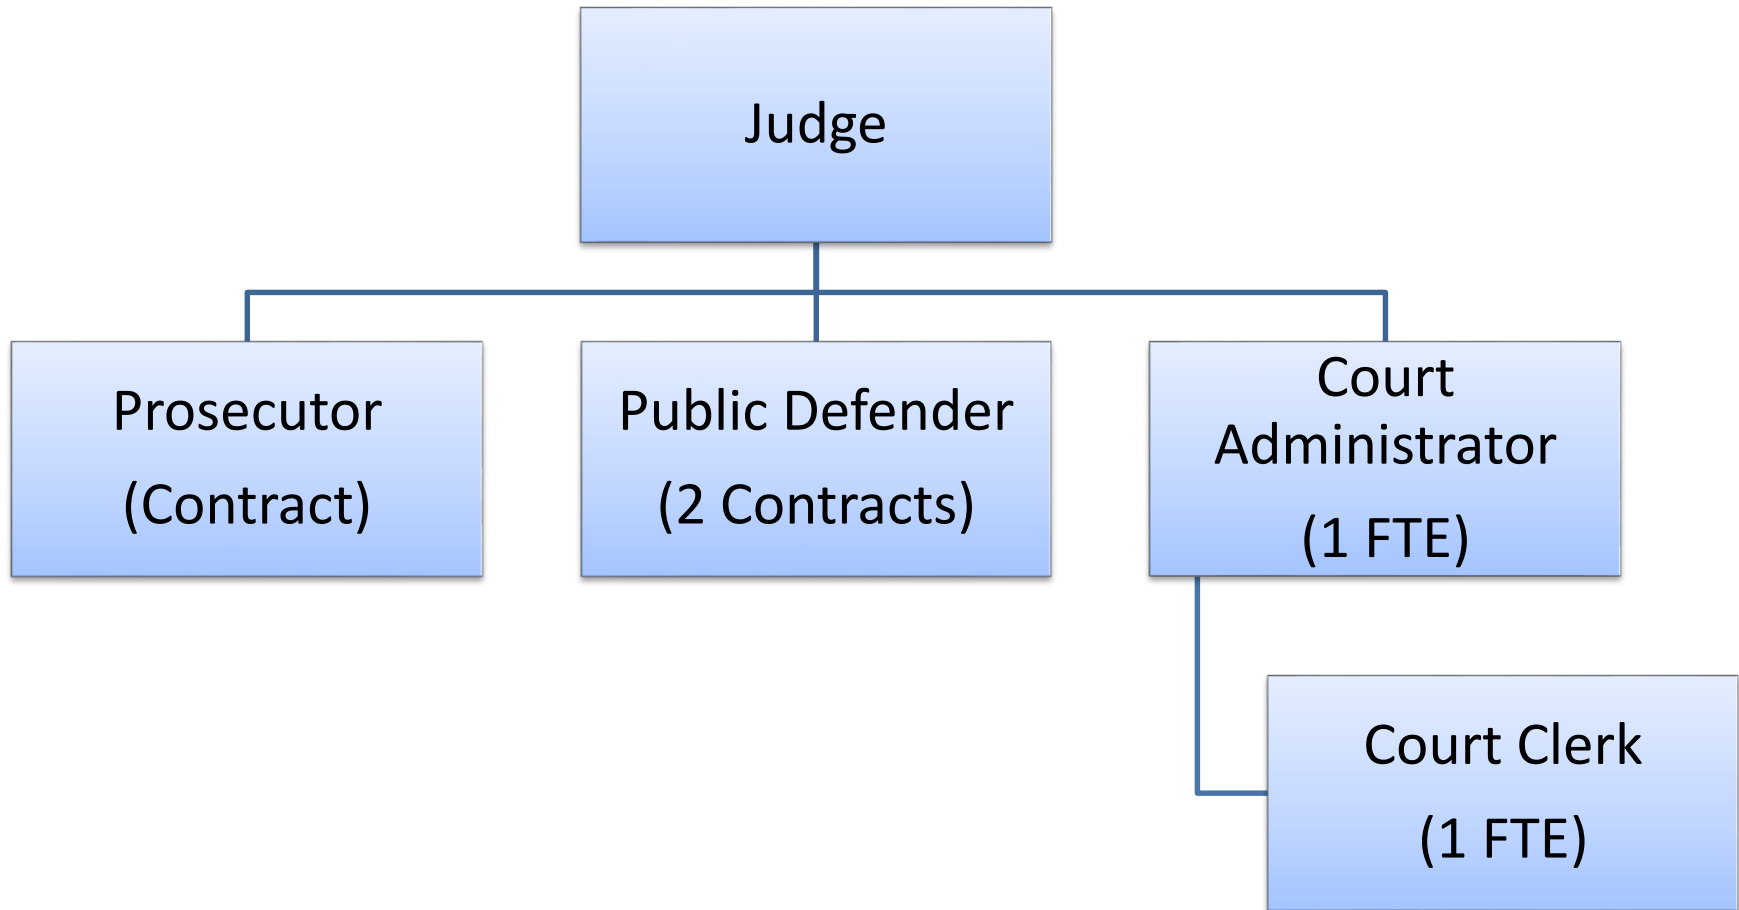 Judge
Prosecutor
(Contract)
Public Defender
(2 Contracts)
Court
Administrator
(1 FTE)
Court Clerk
(1 FTE)